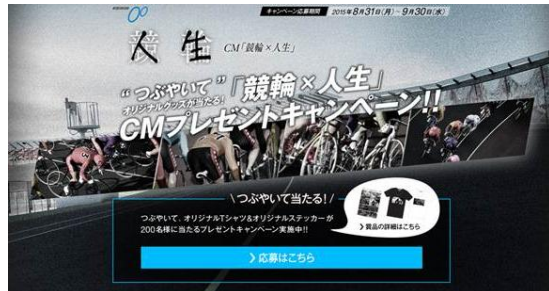 キャンペーン応募期間 2015年8月31日(月)~9月30日(水)
競輪
人生
CM「競輪×人生」
“つぶやいて”「競輪×人生」
オリジナルグッズが当たる!
CMプレゼントキャンペーン!!
\ つぶやいて当たる! /
つぶやいて、オリジナルTシャツ&オリジナルステッカーが
200名様に当たるプレゼントキャンペーン実施中!!
> 賞品の詳細はこちら
> 応募はこちら